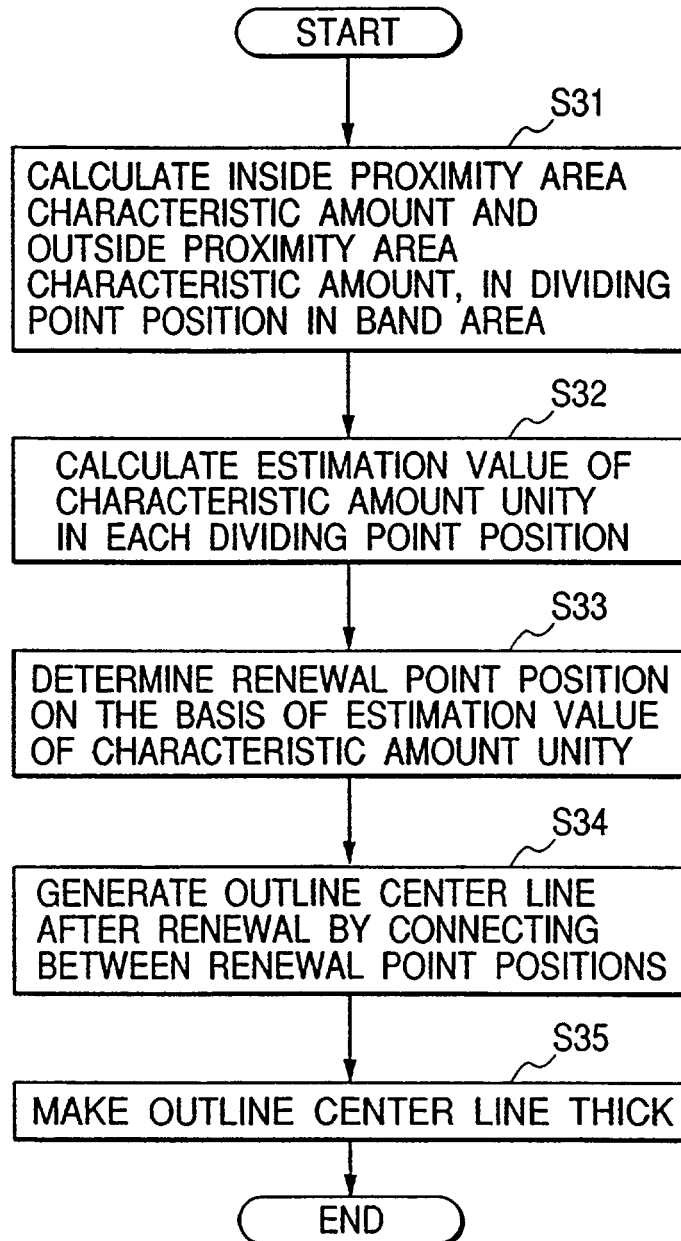 START
S31
CALCULATE INSIDE PROXIMITY AREA
CHARACTERISTIC AMOUNT AND
OUTSIDE PROXIMITY AREA
CHARACTERISTIC AMOUNT, IN DIVIDING
POINT POSITION IN BAND AREA
S32
CALCULATE ESTIMATION VALUE OF
CHARACTERISTIC AMOUNT UNITY
IN EACH DIVIDING POINT POSITION
S33
DETERMINE RENEWAL POINT POSITION
ON THE BASIS OF ESTIMATION VALUE
OF CHARACTERISTIC AMOUNT UNITY
S34
GENERATE OUTLINE CENTER LINE
AFTER RENEWAL BY CONNECTING
BETWEEN RENEWAL POINT POSITIONS
S35
MAKE OUTLINE CENTER LINE THICK
END